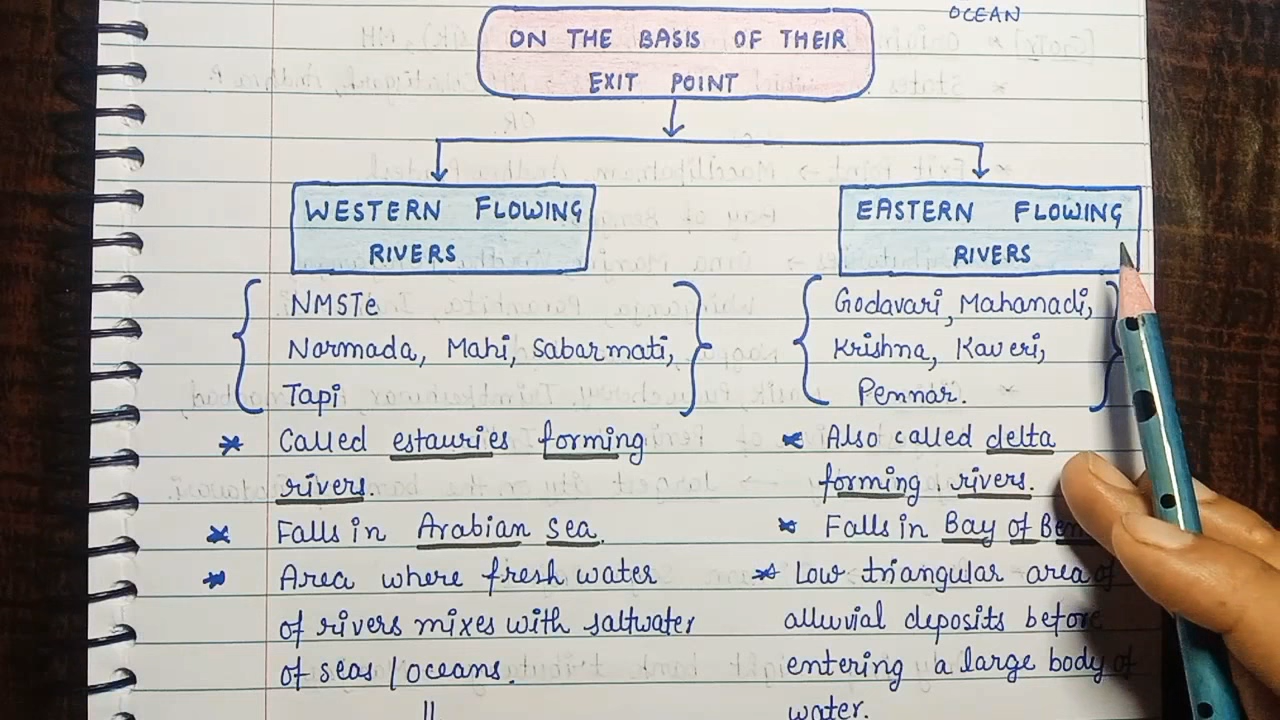 OCEAN
ON THE BASIS OF THEIR
EXIT POINT
WESTERN FLOWING
RIVERS
NMSTe
Narmada, Mahi, Sabarmati,
Tapi
* Called estauries forming
rivers.
* Falls in Arabian Sea.
* Area where fresh water
of rivers mixes with saltwater
of seas/oceans.
EASTERN FLOWING
RIVERS
Godavari, Mahanadi,
Krishna, Kaveri,
Pennar.
* Also called delta
forming rivers.
* Falls in Bay of
* Low triangular area of
alluvial deposits before
entering a large body of
water.